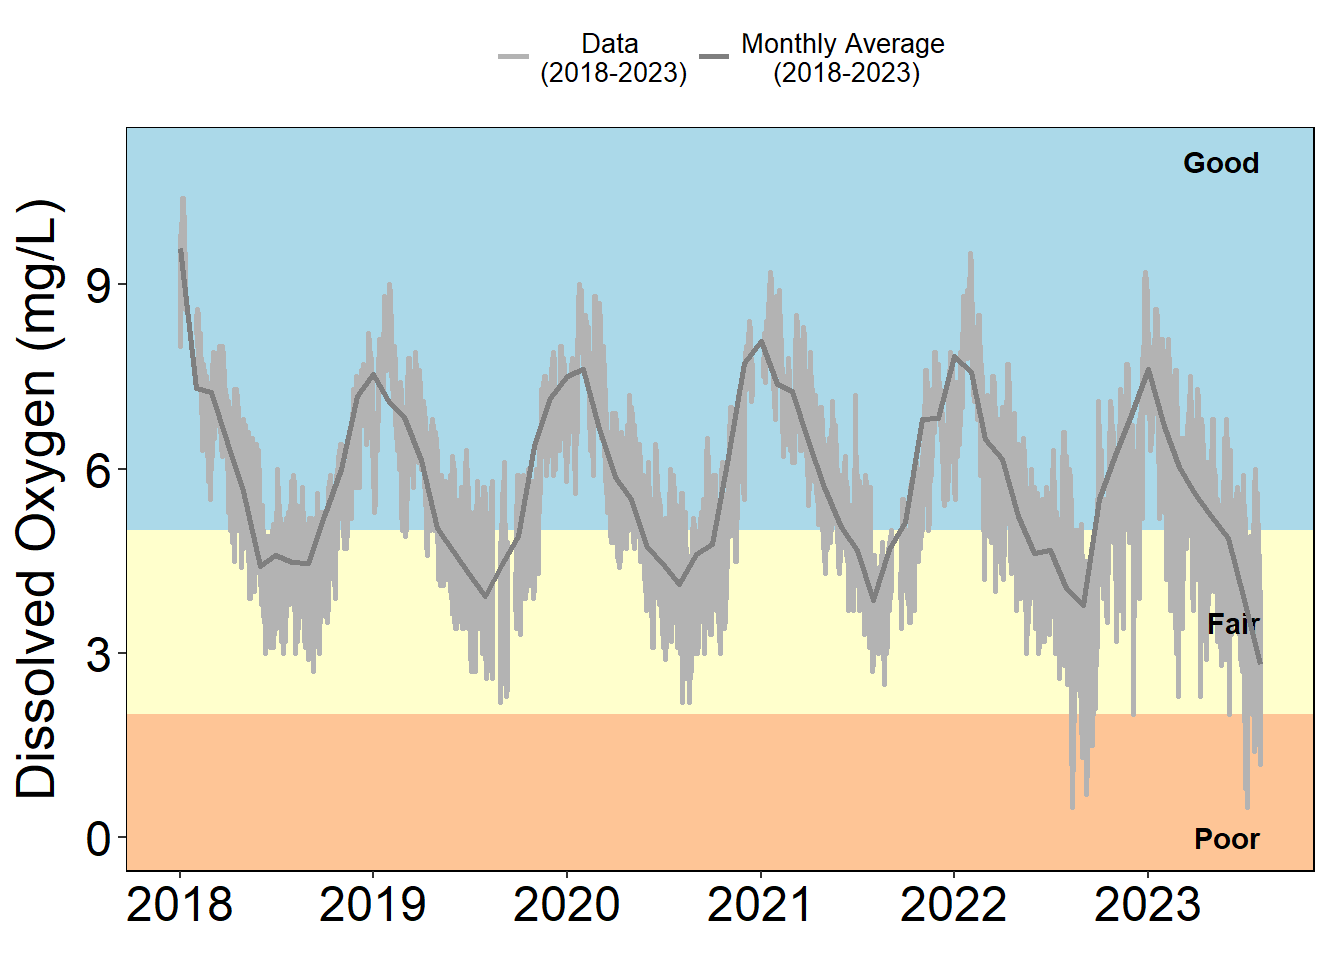 Data
(2018-2023)
Monthly Average
(2018-2023)
Dissolved Oxygen (mg/L)
9
6
3
0
Good
Fair
Poor
2018
2019
2020
2021
2022
2023